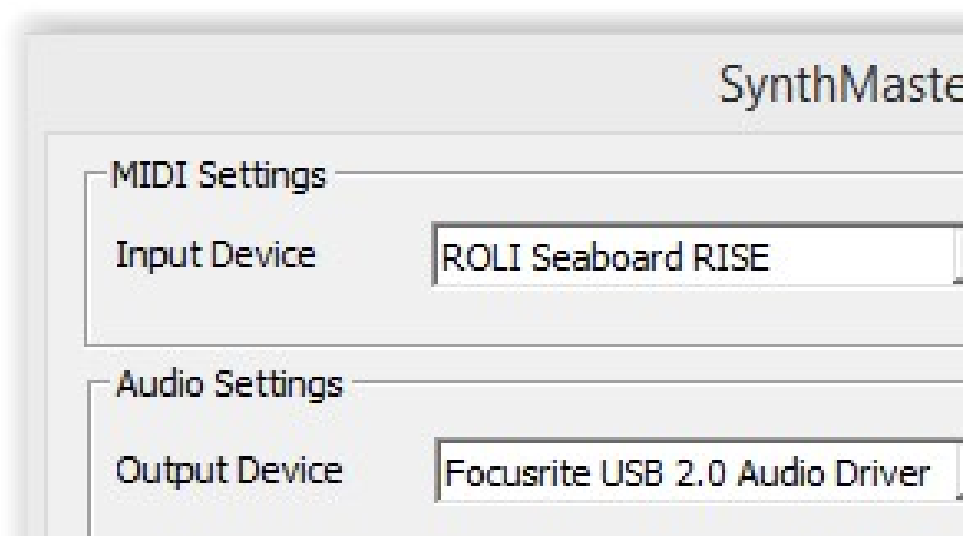 SynthMaste
MIDI Settings
Input Device
ROLI Seaboard RISE
Audio Settings
Output Device
Focusrite USB 2.0 Audio Driver